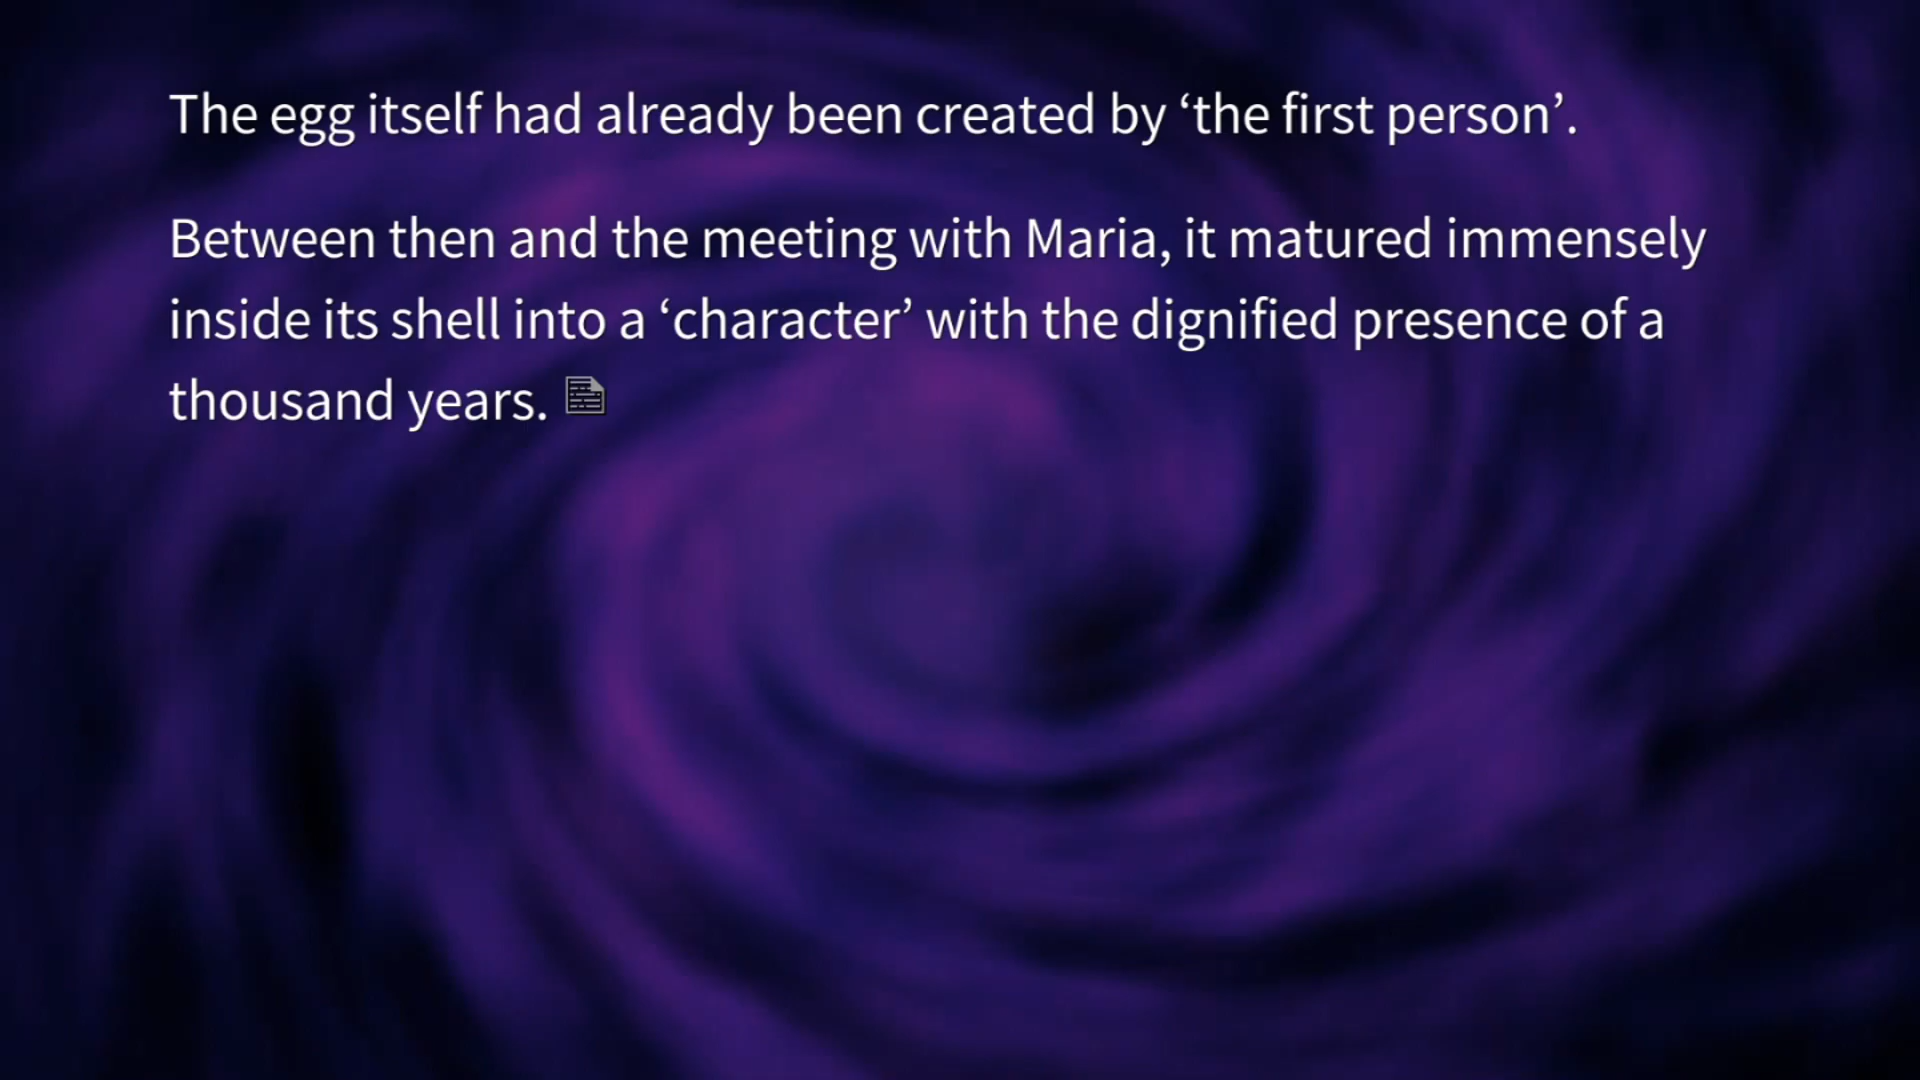 The egg itself had already been created by ‘the first person’.
Between then and the meeting with Maria, it matured immensely
inside its shell into a ‘character’ with the dignified presence of a
thousand years.